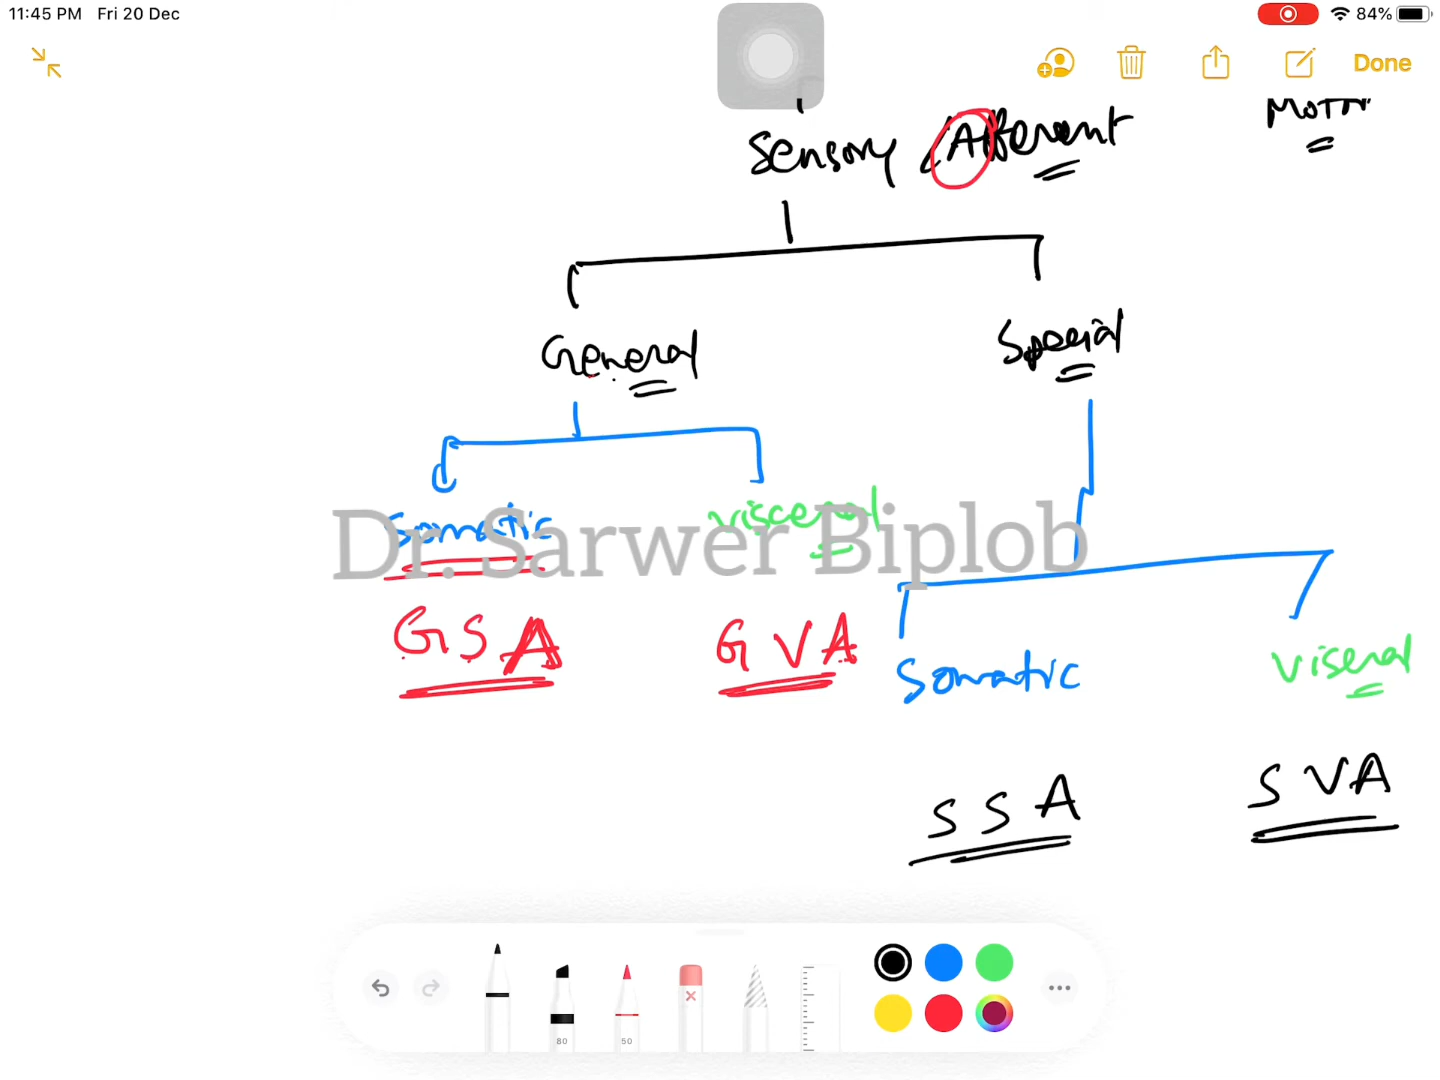 11:45 PM Fri 20 Dec 84%
Done
Motor
Sensory / Afferent
General Special
Somatic visceral
Dr. Sarwer Biplob
GSA GVA
Somatic viseral
SSA SVA
80 50